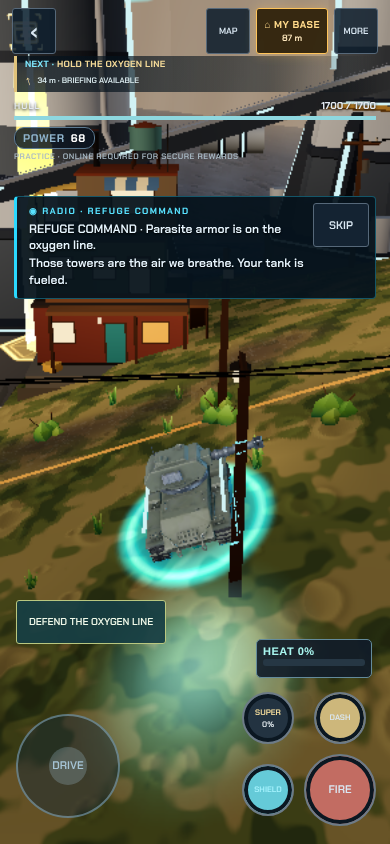 MAP
⌂ MY BASE
87 m
MORE
NEXT · HOLD THE OXYGEN LINE
34 m · BRIEFING AVAILABLE
HULL
1700 / 1700
POWER 68
PRACTICE · ONLINE REQUIRED FOR SECURE REWARDS
◉ RADIO · REFUGE COMMAND
REFUGE COMMAND · Parasite armor is on the
oxygen line.
Those towers are the air we breathe. Your tank is
fueled.
SKIP
DEFEND THE OXYGEN LINE
HEAT 0%
SUPER
0%
DASH
DRIVE
SHIELD
FIRE